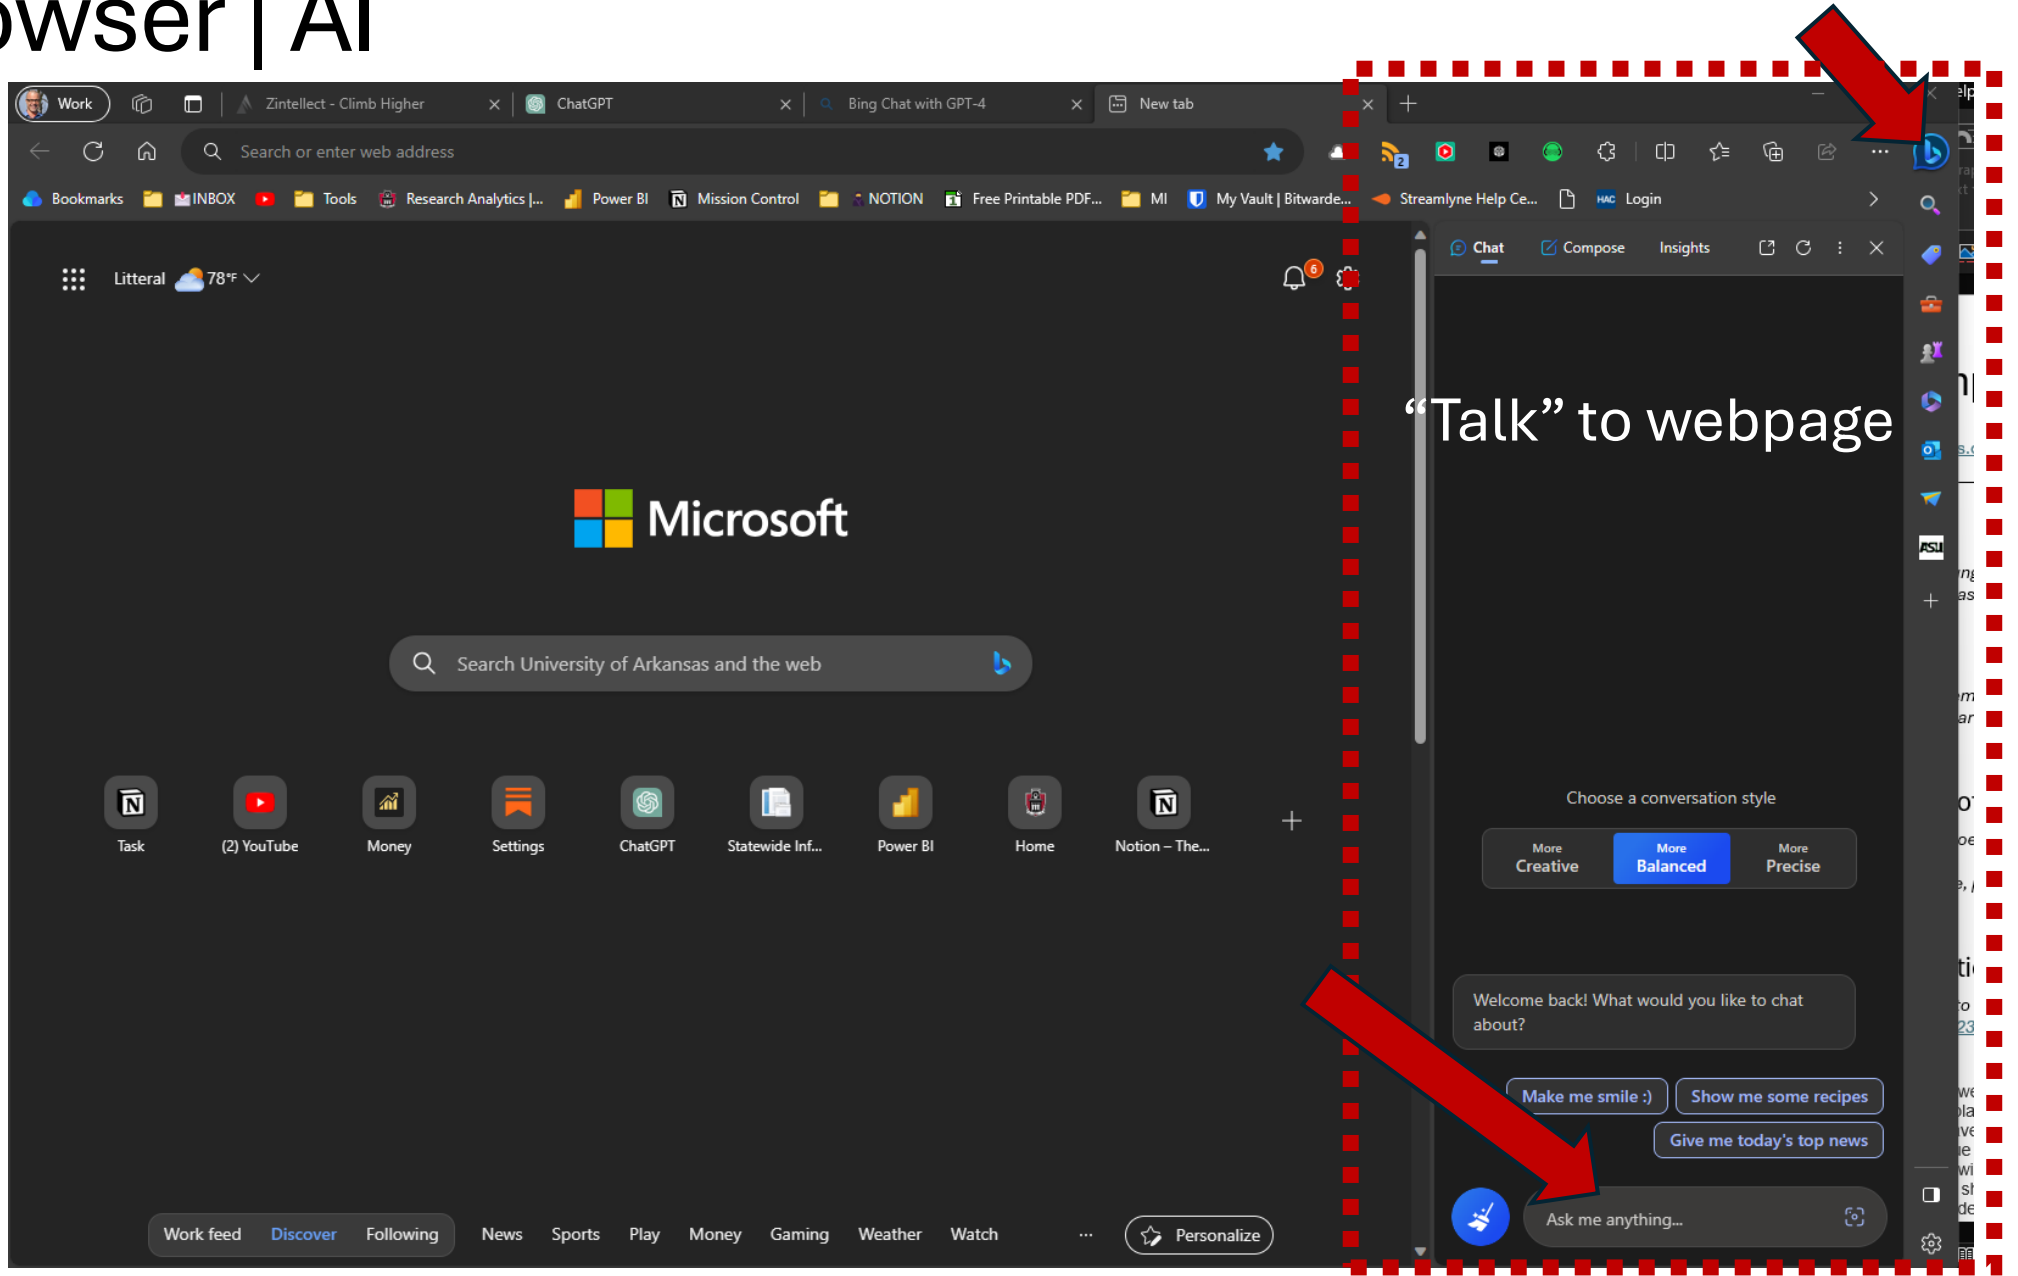 owser | AI
Work
Zintellect - Climb Higher
ChatGPT
Bing Chat with GPT-4
New tab
Search or enter web address
2
Bookmarks
INBOX
Tools
Research Analytics |...
Power BI
Mission Control
NOTION
Free Printable PDF...
MI
My Vault | Bitwarde...
Streamlyne Help Ce...
HAC
Login
Litteral
78°F
6
Chat
Compose
Insights
"Talk" to webpage
Microsoft
ASU
Search University of Arkansas and the web
Task
(2) YouTube
Money
Settings
ChatGPT
Statewide Inf...
Power BI
Home
Notion – The...
Choose a conversation style
More
Creative
More
Balanced
More
Precise
Welcome back! What would you like to chat
about?
Make me smile :)
Show me some recipes
Give me today's top news
Ask me anything...
Work feed
Discover
Following
News
Sports
Play
Money
Gaming
Weather
Watch
...
Personalize